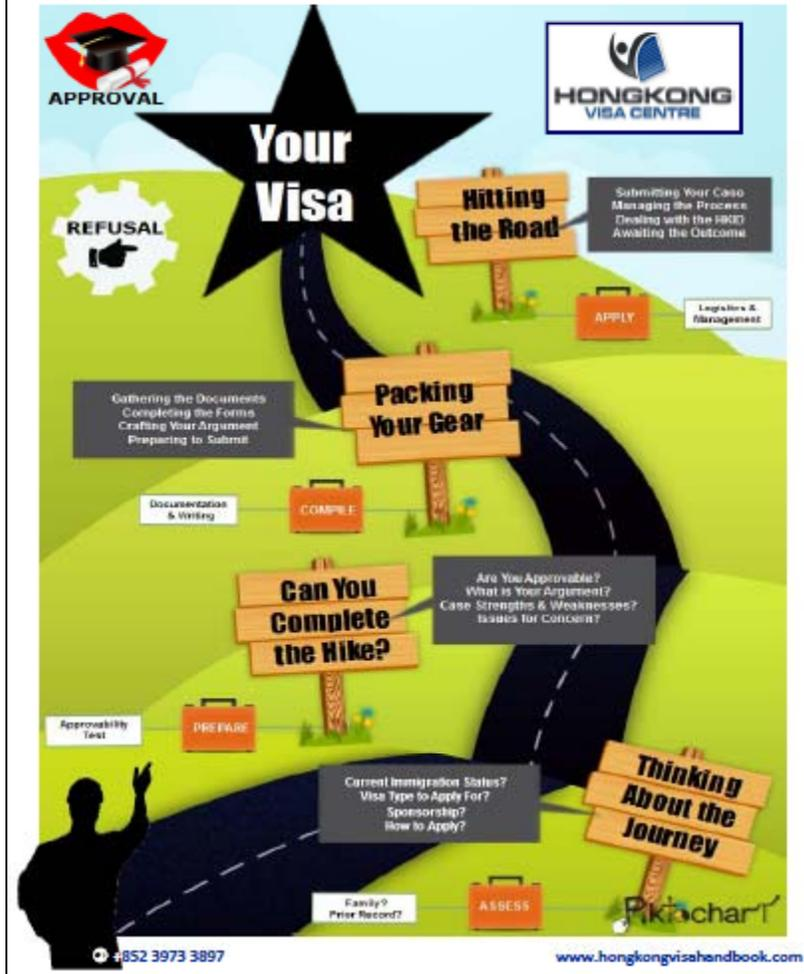 APPROVAL
HONGKONG
VISA CENTRE
Your
Visa
REFUSAL
Hitting
the Road
Submitting Your Case
Managing the Process
Dealing with the HKID
Awaiting the Outcome
APPLY
Logistics &
Management
Packing
Your Gear
Gathering the Documents
Completing the Forms
Crafting Your Argument
Preparing to Submit
COMPILE
Documentation
& Writing
Can You
Complete
the Hike?
Are You Approvable?
What is Your Argument?
Case Strengths & Weaknesses?
Issues for Concern?
PREPARE
Approvability
Test
Thinking
About the
Journey
Current Immigration Status?
Visa Type to Apply For?
Sponsorship?
How to Apply?
ASSESS
Family?
Prior Record?
Piktochart
+852 3973 3897
www.hongkongvisahandbook.com